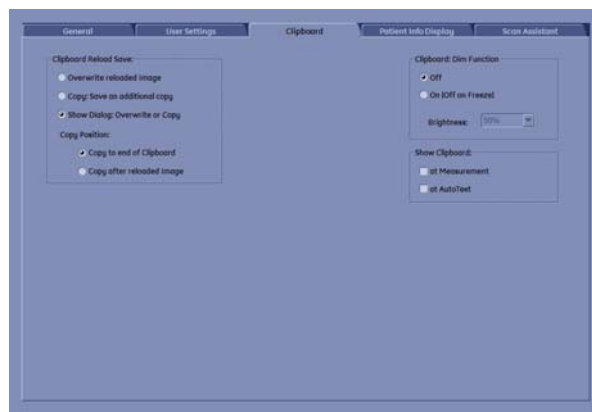 General
User Settings
Clipboard
Patient Info Display
Scan Assistant
Clipboard Reload Save:
Overwrite reloaded image
Copy: Save an additional copy
Show Dialog: Overwrite or Copy
Copy Position:
Copy to end of Clipboard
Copy after reloaded image
Clipboard: Dim Function
Off
On (Off on Freeze)
Brightness: 50%
Show Clipboard:
at Measurement
at AutoText